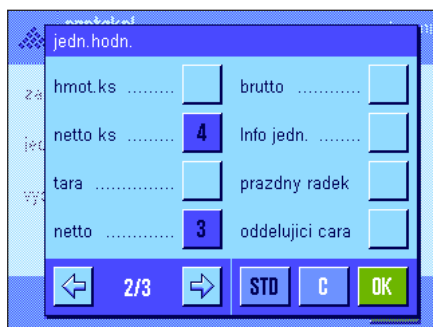 jedn.hodn.
hmot.ks ........
netto ks ........ 4
tara ..............
netto ............ 3
brutto ...........
Info jedn. .......
prazdny radek
oddelujici cara
2/3
STD C OK